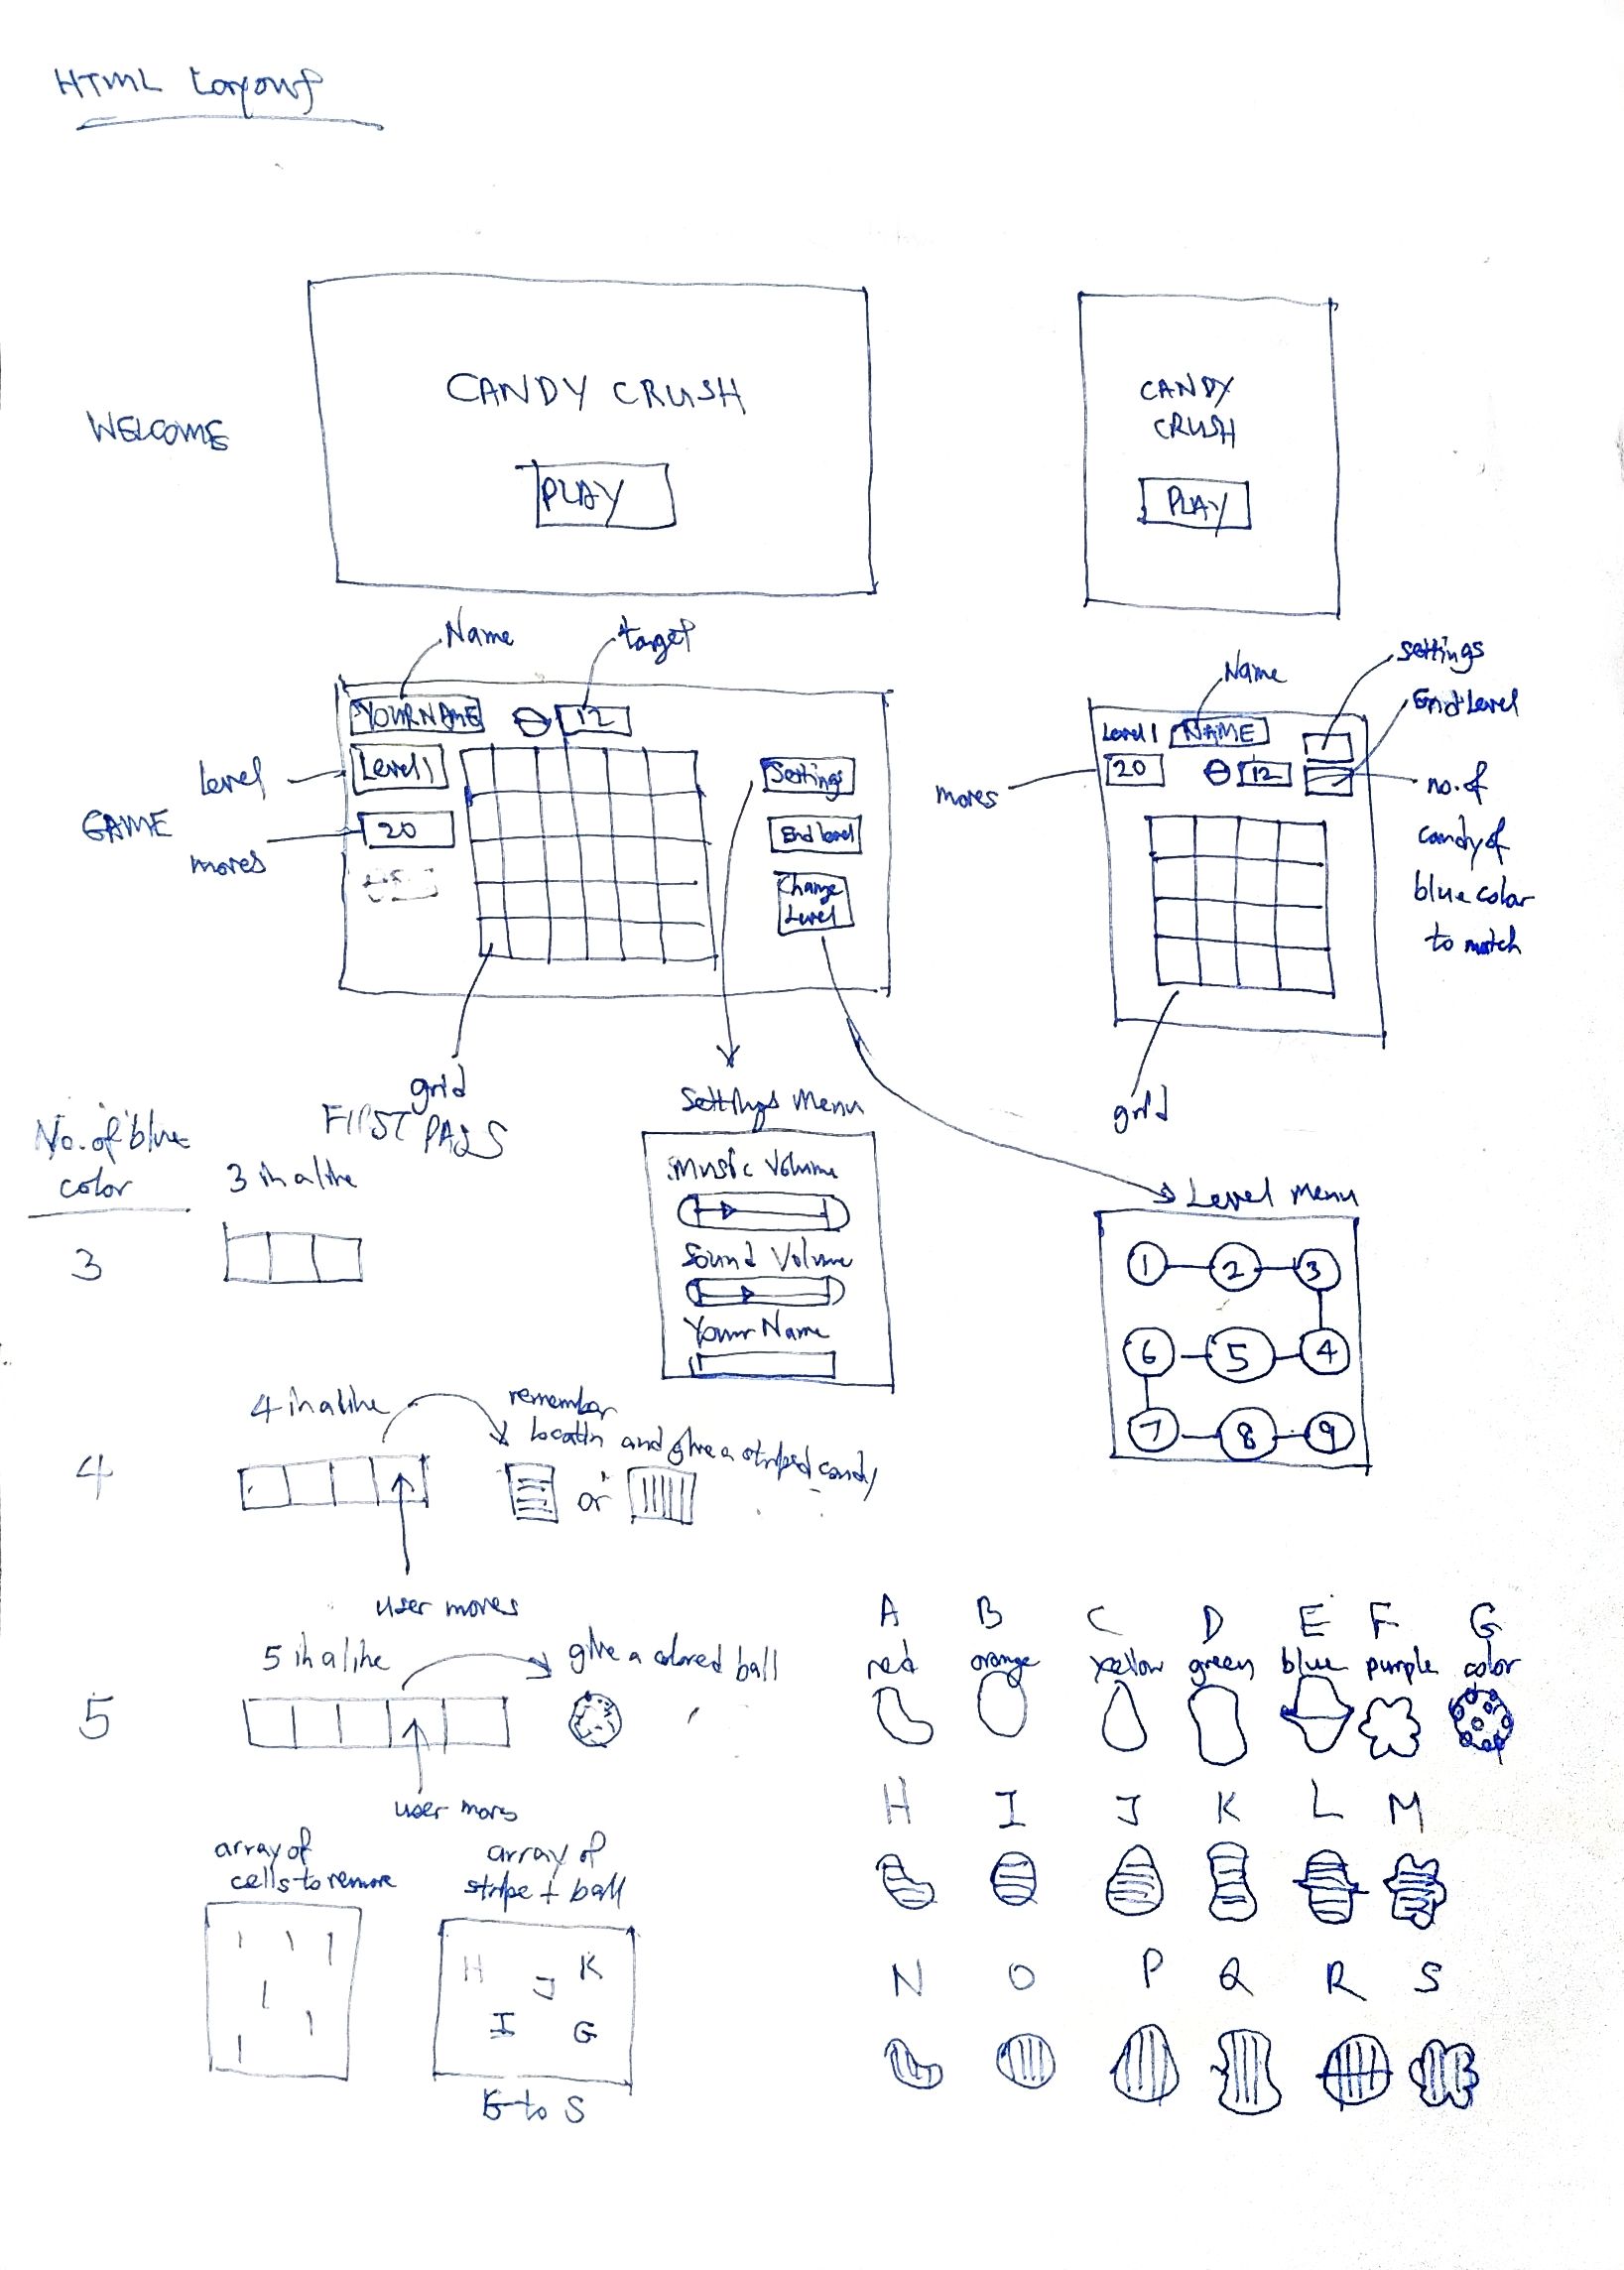 HTML Layout
WELCOME
CANDY CRUSH
PLAY
CANDY
CRUSH
PLAY
GAME
Name
target
YOURNAME
12
Level
Level 1
moves
20
Settings
End level
Change
Level
grid
Name
settings
End Level
Level 1
NAME
20
12
moves
no. of
candy of
blue color
to match
grid
FIRST PASS
No. of blue
color
3 in a line
3
Settings Menu
Music Volume
Sound Volume
Your Name
Level Menu
1 2 3
6 5 4
7 8 9
4 in a line
remember
location and give a striped candy
4
or
user moves
5 in a line
give a colored ball
5
user moves
array of
cells to remove
array of
stripe + ball
H J K
I G
G to S
A B C D E F G
red orange yellow green blue purple color
H I J K L M
N O P Q R S